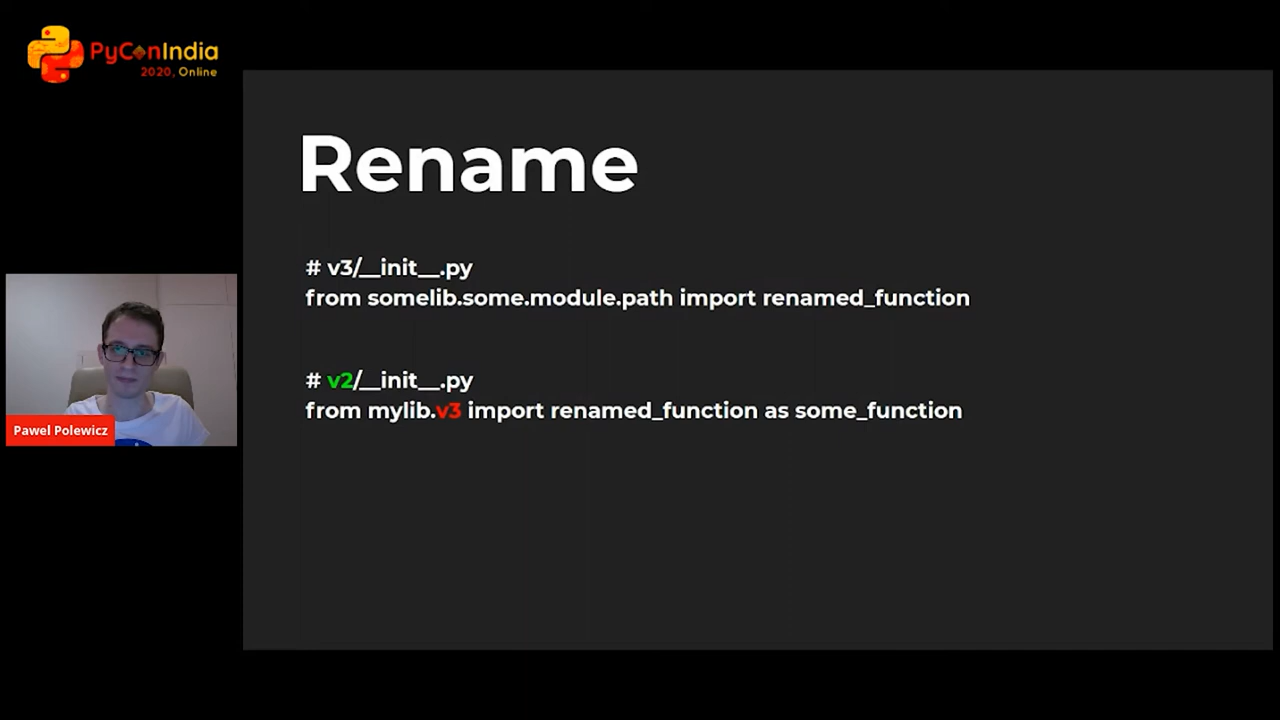 PyConIndia
2020, Online
Rename
# v3/__init__.py
from somelib.some.module.path import renamed_function
# v2/__init__.py
from mylib.v3 import renamed_function as some_function
Pawel Polewicz